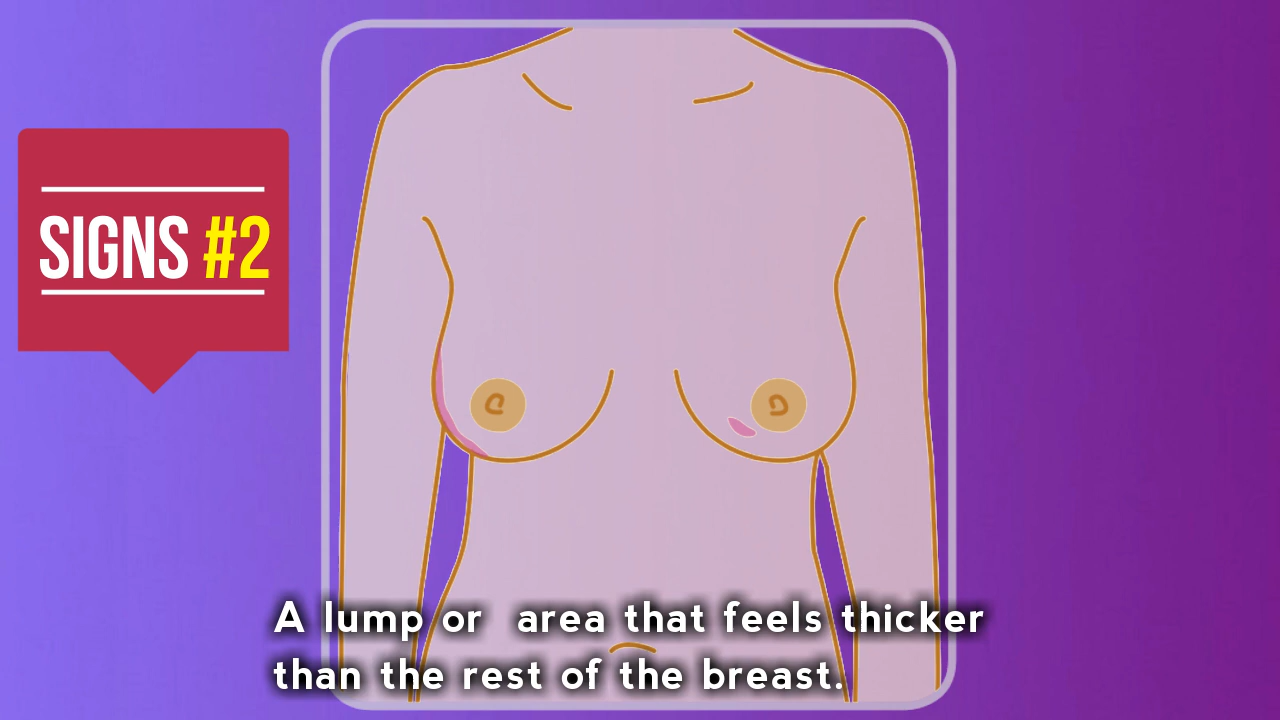 SIGNS #2
A lump or area that feels thicker
than the rest of the breast.